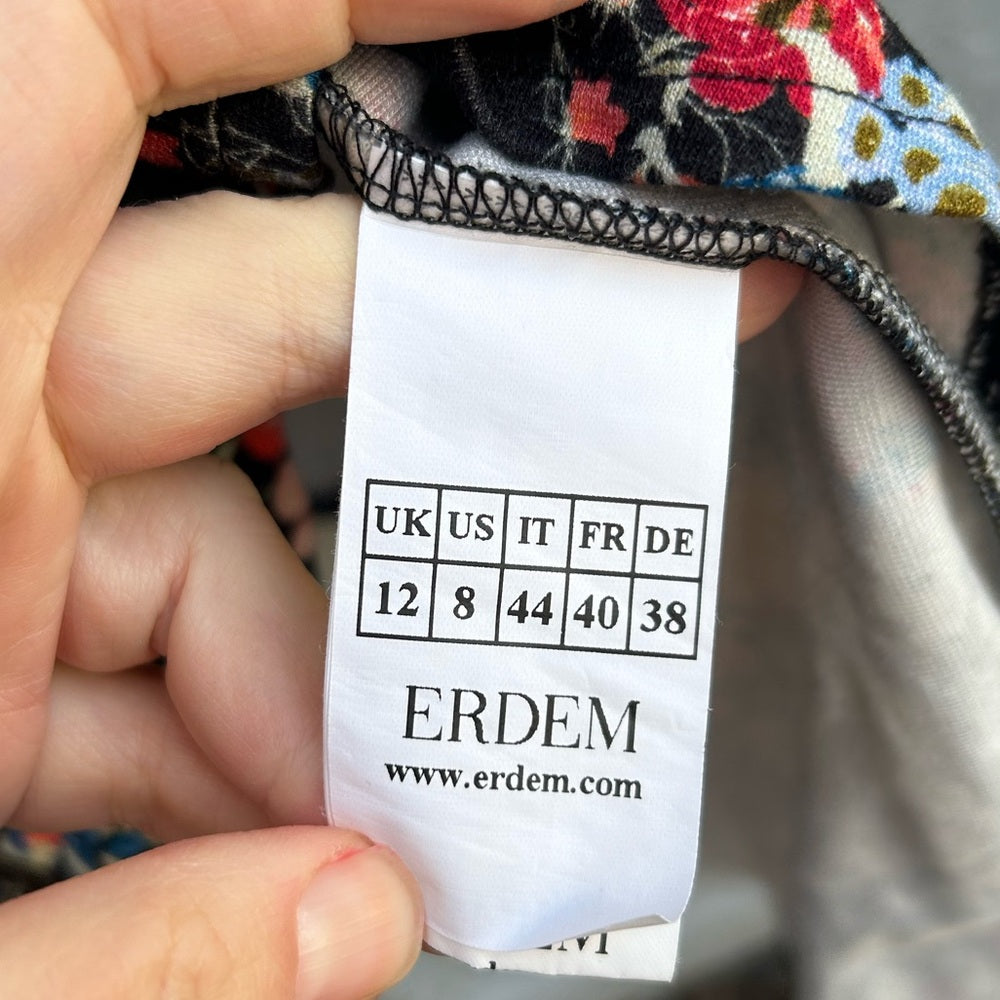 UK US IT FR DE
12 8 44 40 38
ERDEM
www.erdem.com